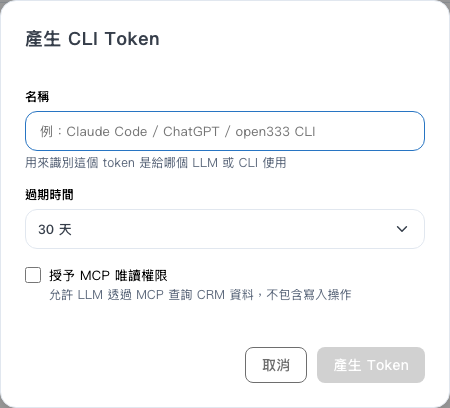 產生 CLI Token
名稱
例：Claude Code / ChatGPT / open333 CLI
用來識別這個 token 是給哪個 LLM 或 CLI 使用
過期時間
30 天
授予 MCP 唯讀權限
允許 LLM 透過 MCP 查詢 CRM 資料，不包含寫入操作
取消
產生 Token